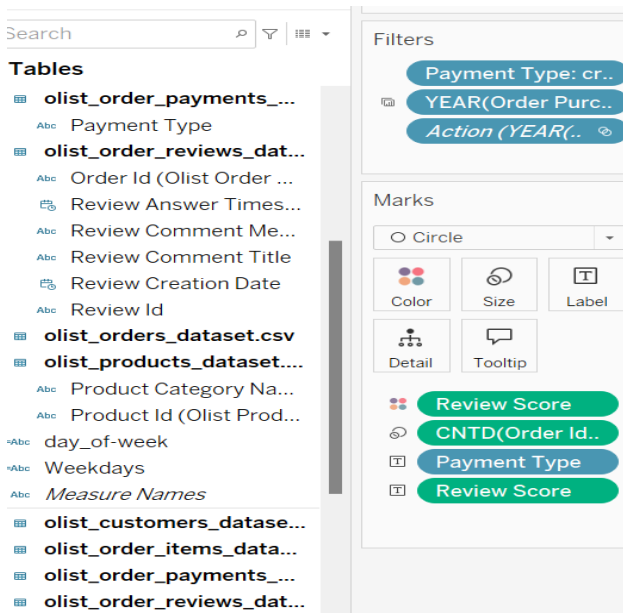 Search
Tables
olist_order_payments_...
Abc Payment Type
olist_order_reviews_dat...
Abc Order Id (Olist Order ...
Review Answer Times...
Abc Review Comment Me...
Abc Review Comment Title
Review Creation Date
Abc Review Id
olist_orders_dataset.csv
olist_products_dataset....
Abc Product Category Na...
Abc Product Id (Olist Prod...
=Abc day_of-week
=Abc Weekdays
Abc Measure Names
olist_customers_datase...
olist_order_items_data...
olist_order_payments_...
olist_order_reviews_dat...
Filters
Payment Type: cr..
YEAR(Order Purc..
Action (YEAR(..
Marks
Circle
Color Size T Label
Detail Tooltip
Review Score
CNTD(Order Id..
T Payment Type
T Review Score